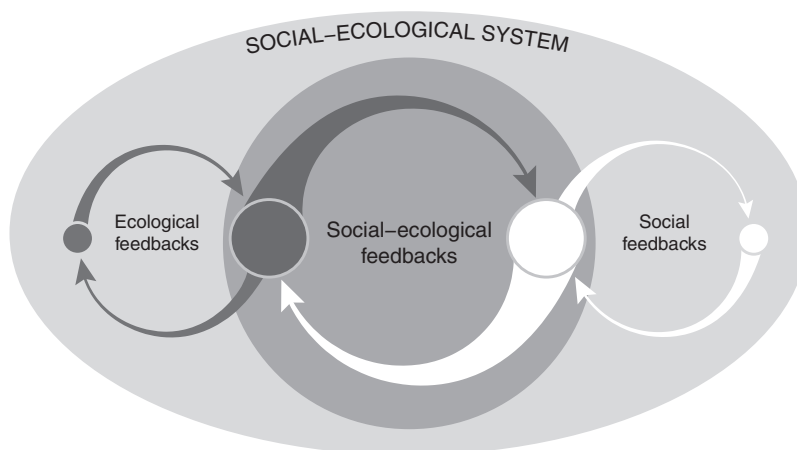 SOCIAL–ECOLOGICAL SYSTEM
Ecological
feedbacks
Social–ecological
feedbacks
Social
feedbacks